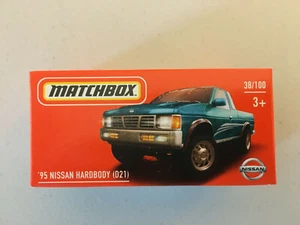 MATCHBOX
38/100
3+
'95 NISSAN HARDBODY (D21)
NISSAN